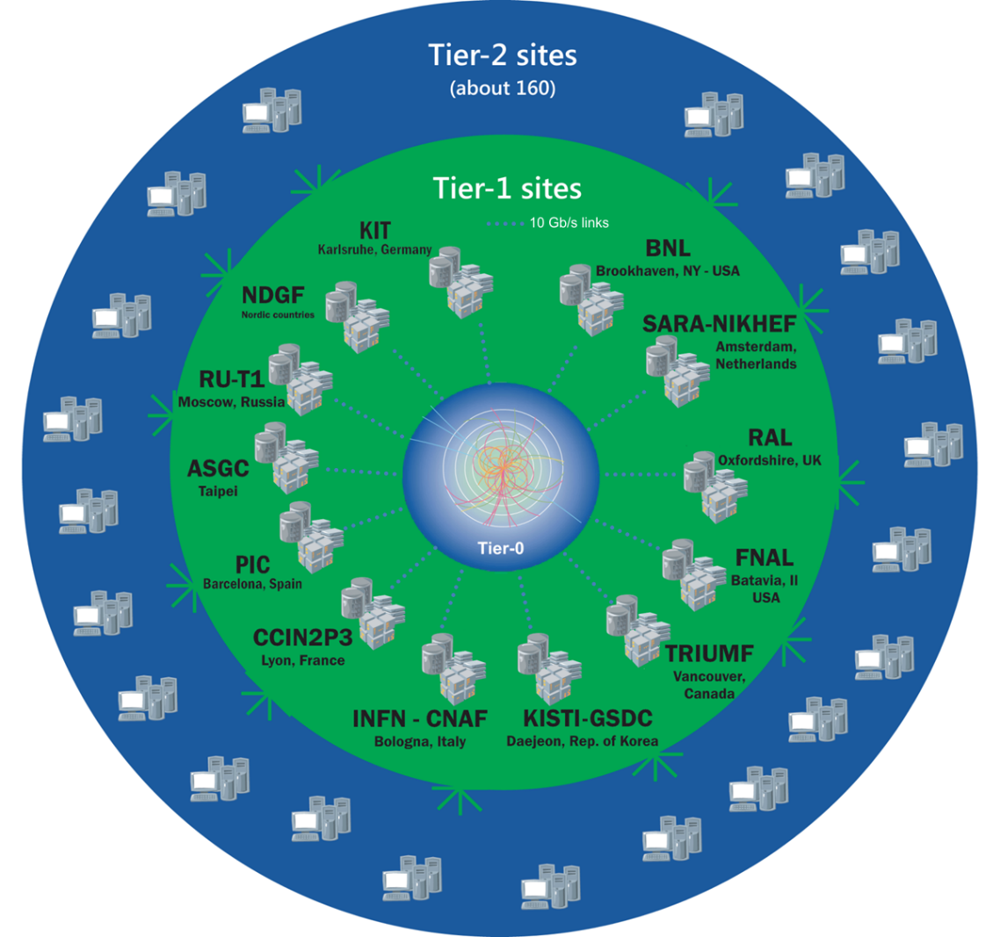 Tier-2 sites
(about 160)
Tier-1 sites
10 Gb/s links
KIT
Karlsruhe, Germany
BNL
Brookhaven, NY - USA
NDGF
Nordic countries
SARA-NIKHEF
Amsterdam,
Netherlands
RU-T1
Moscow, Russia
RAL
Oxfordshire, UK
ASGC
Taipei
Tier-0
PIC
Barcelona, Spain
FNAL
Batavia, Il
USA
CCIN2P3
Lyon, France
TRIUMF
Vancouver,
Canada
INFN - CNAF
Bologna, Italy
KISTI-GSDC
Daejeon, Rep. of Korea